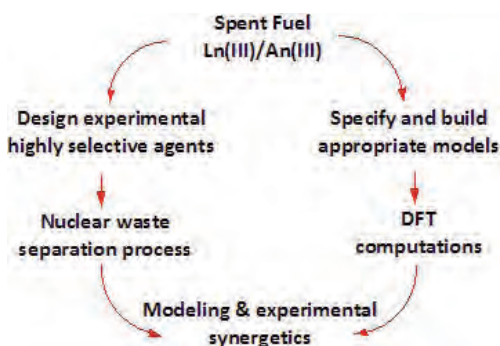 Spent Fuel
Ln(III)/An(III)
Design experimental
highly selective agents
Specify and build
appropriate models
Nuclear waste
separation process
DFT
computations
Modeling & experimental
synergetics